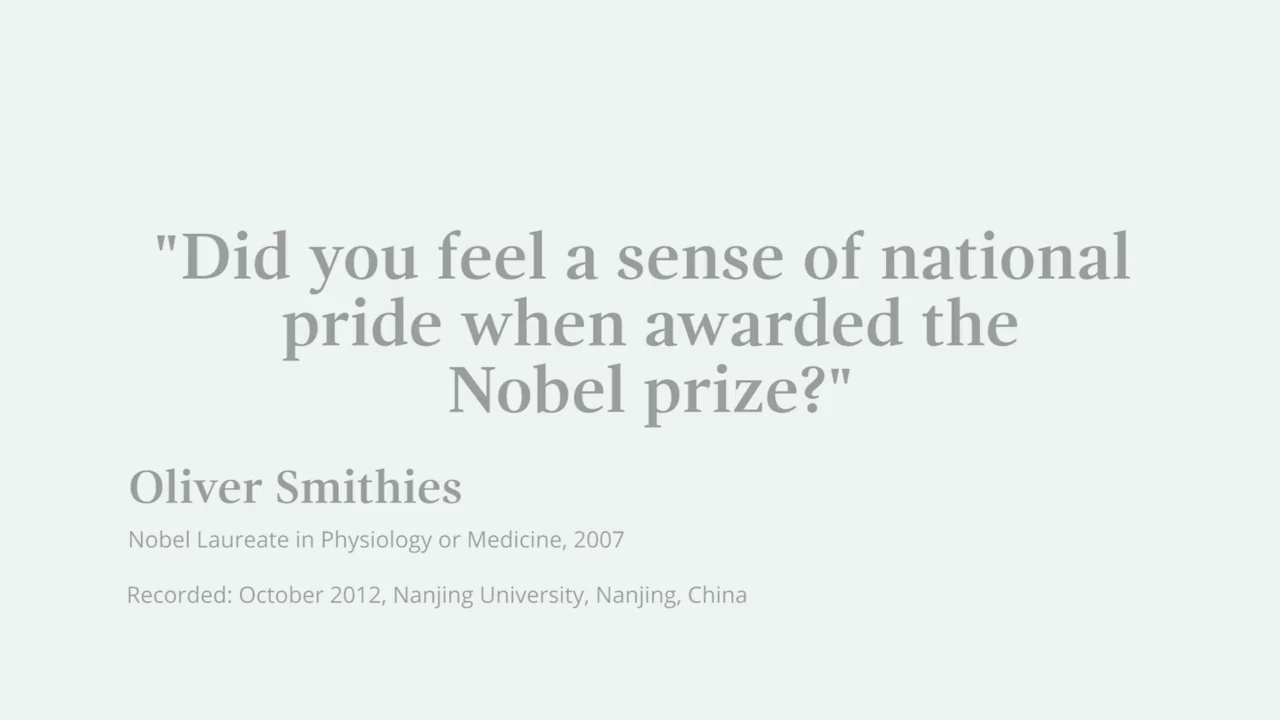 "Did you feel a sense of national
pride when awarded the
Nobel prize?"
Oliver Smithies
Nobel Laureate in Physiology or Medicine, 2007
Recorded: October 2012, Nanjing University, Nanjing, China